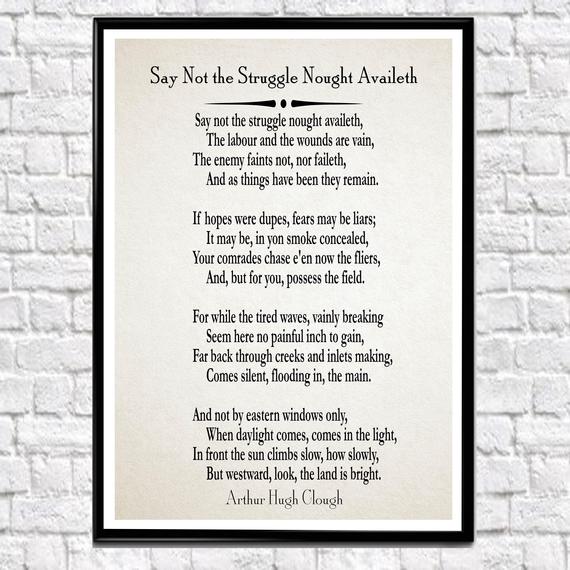 Say Not the Struggle Nought Availeth
Say not the struggle nought availeth,
The labour and the wounds are vain,
The enemy faints not, nor faileth,
And as things have been they remain.
If hopes were dupes, fears may be liars;
It may be, in yon smoke concealed,
Your comrades chase e'en now the fliers,
And, but for you, possess the field.
For while the tired waves, vainly breaking
Seem here no painful inch to gain,
Far back through creeks and inlets making,
Comes silent, flooding in, the main.
And not by eastern windows only,
When daylight comes, comes in the light,
In front the sun climbs slow, how slowly,
But westward, look, the land is bright.
Arthur Hugh Clough